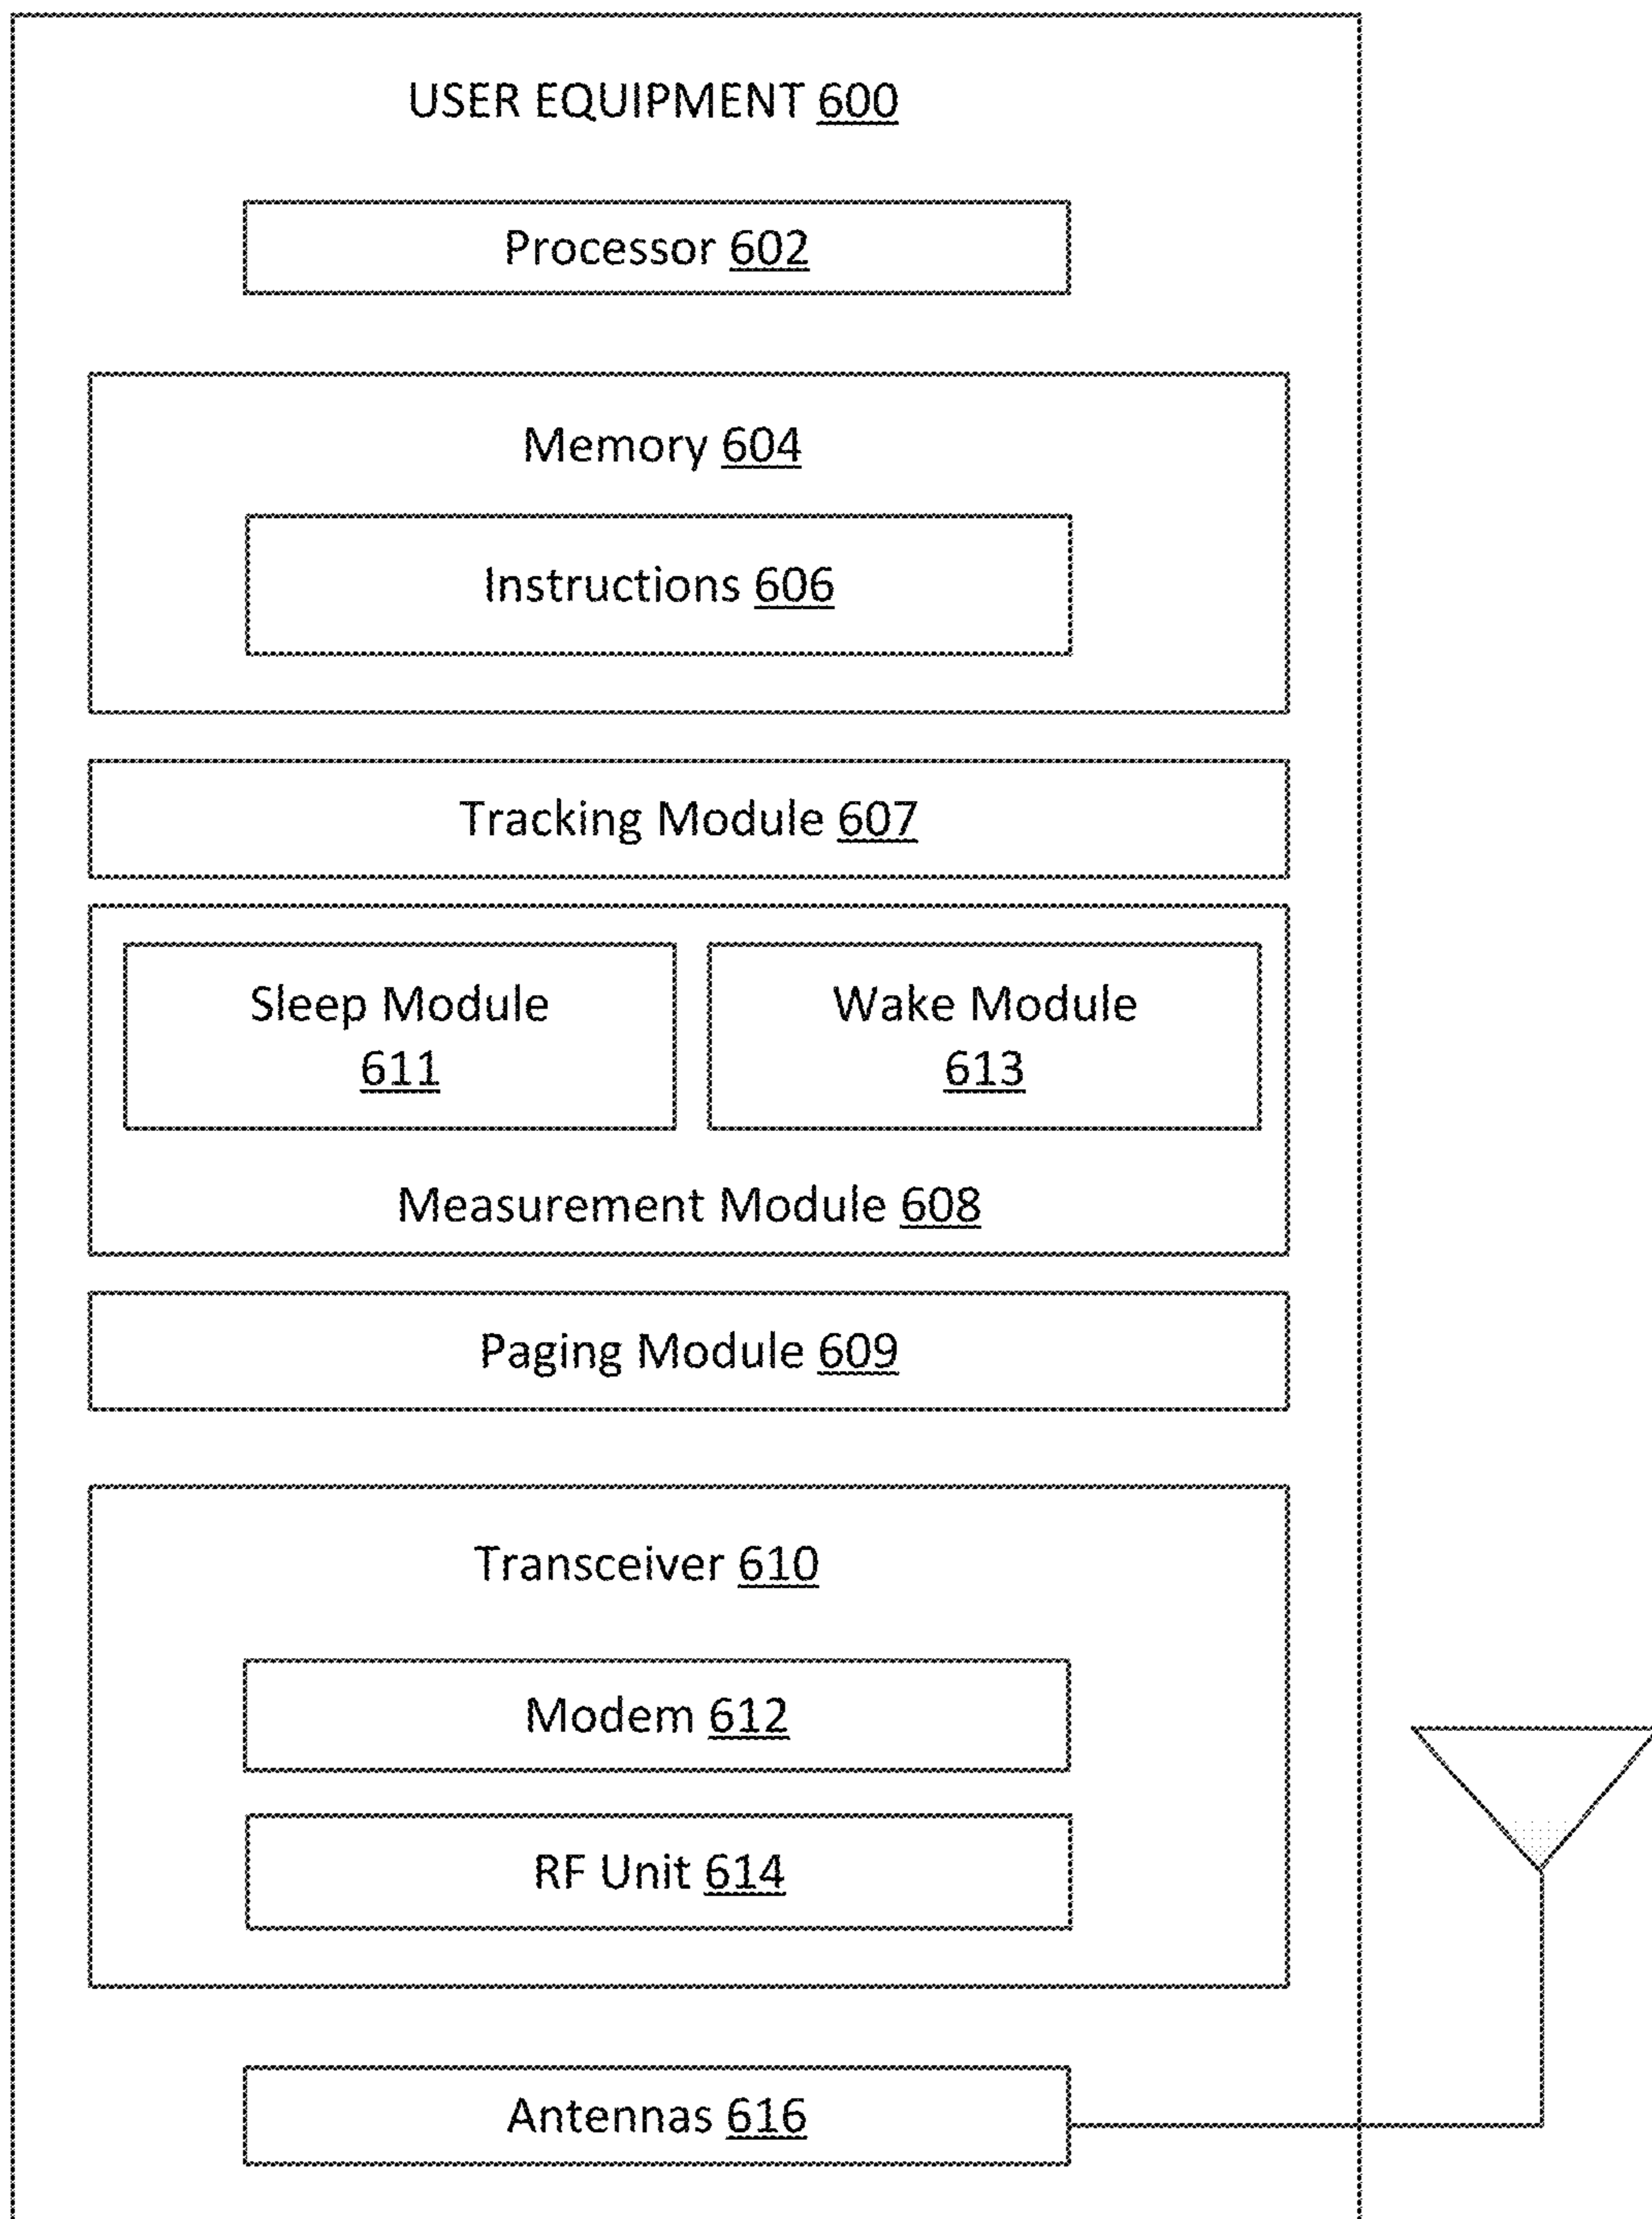 USER EQUIPMENT 600
Processor 602
Memory 604
Instructions 606
Tracking Module 607
Sleep Module
611
Wake Module
613
Measurement Module 608
Paging Module 609
Transceiver 610
Modem 612
RF Unit 614
Antennas 616